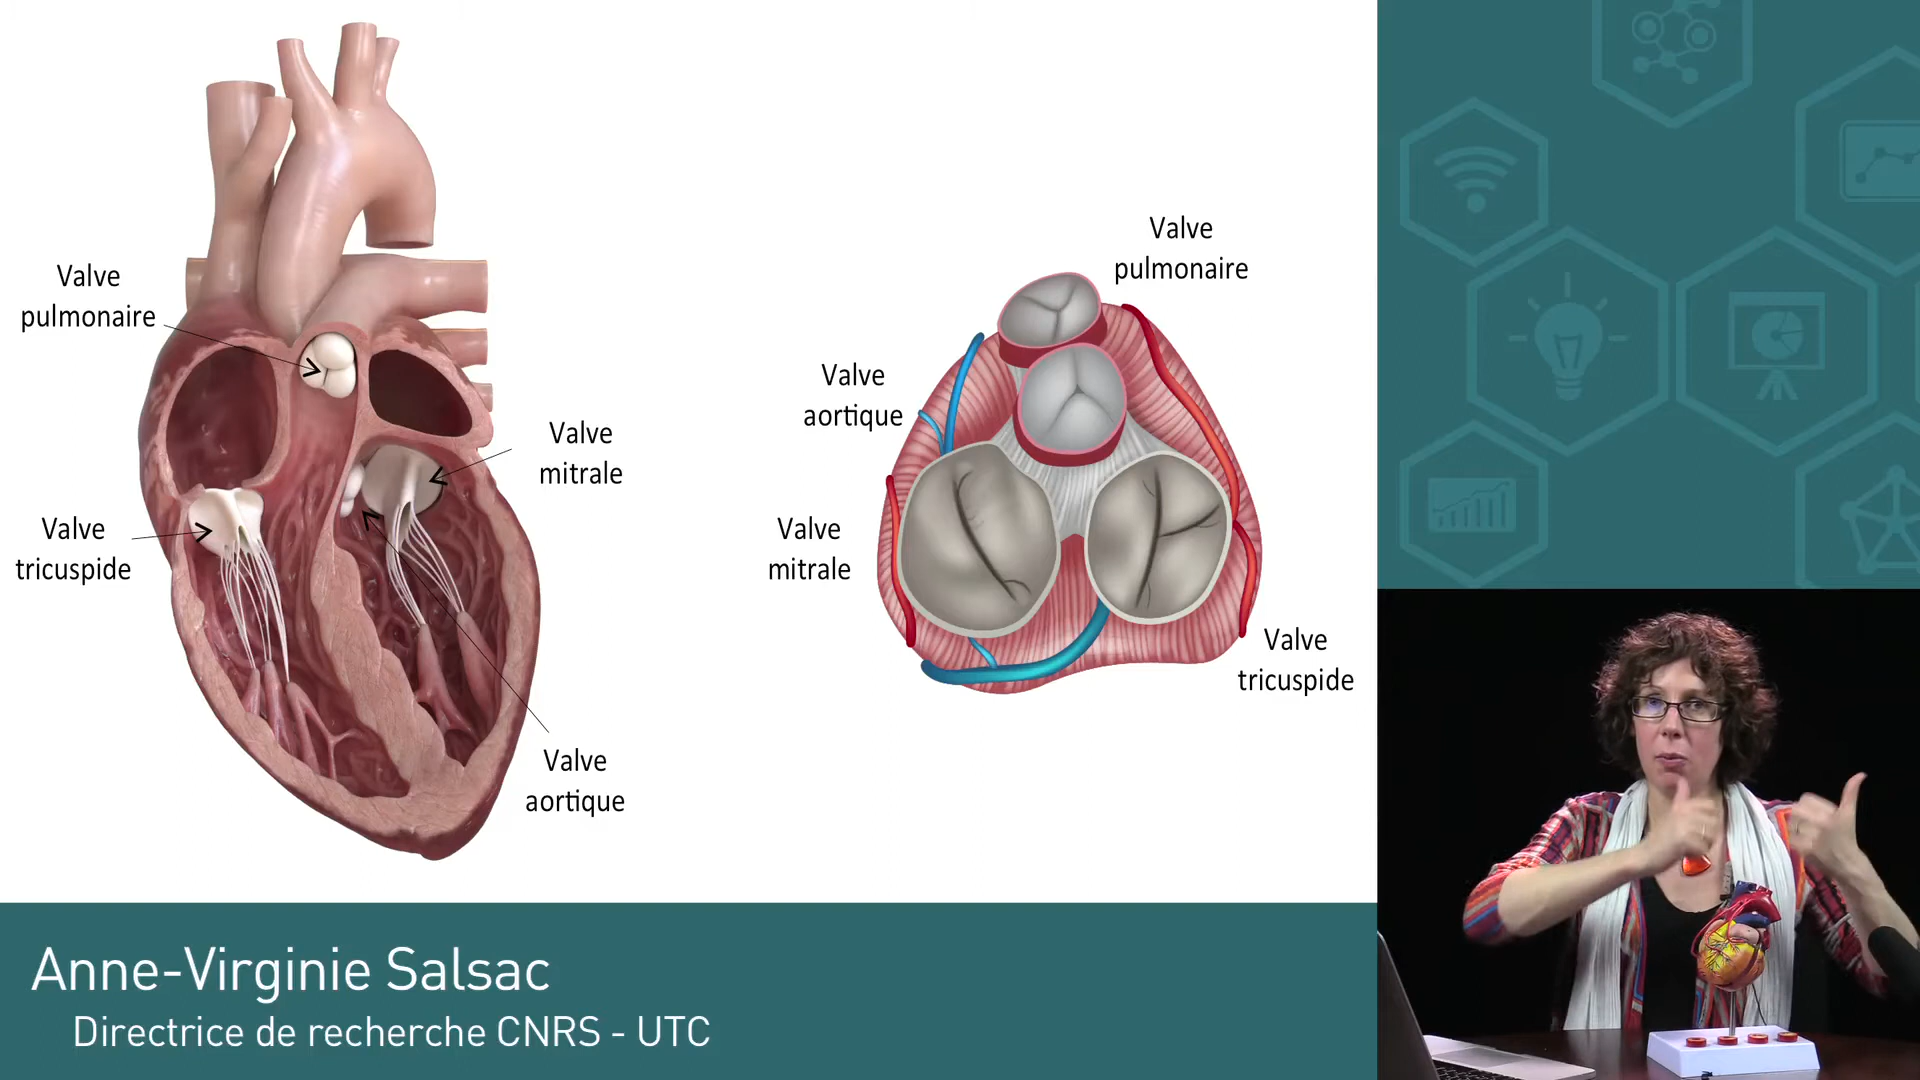 Valve
pulmonaire
Valve
mitrale
Valve
tricuspide
Valve
aortique
Valve
pulmonaire
Valve
aortique
Valve
mitrale
Valve
tricuspide
Anne-Virginie Salsac
Directrice de recherche CNRS - UTC